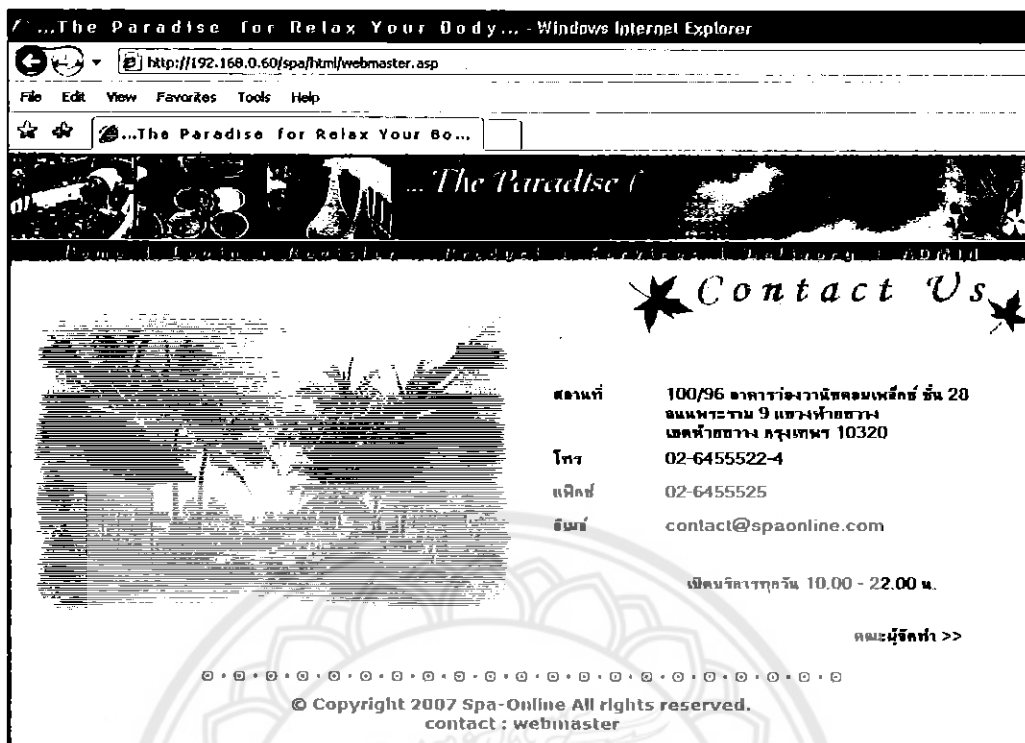 ...The Paradise for Relax Your Body... - Windows Internet Explorer
http://192.168.0.60/spa/html/webmaster.asp
File Edit View Favorites Tools Help
...The Paradise for Relax Your Bo...
... The Paradise f
Home | Login | Register | Product | Services | Delivery | ADMIN
Contact Us
สถานที่ 100/96 อาคารว่องวานิชคอมเพล็กซ์ ชั้น 28
ถนนพระราม 9 แขวงห้วยขวาง
เขตห้วยขวาง กรุงเทพฯ 10320
โทร 02-6455522-4
แฟ็กซ์ 02-6455525
อีเมล์ contact@spaonline.com
เปิดบริการทุกวัน 10.00 - 22.00 น.
คณะผู้จัดทำ >>
© Copyright 2007 Spa-Online All rights reserved.
contact : webmaster